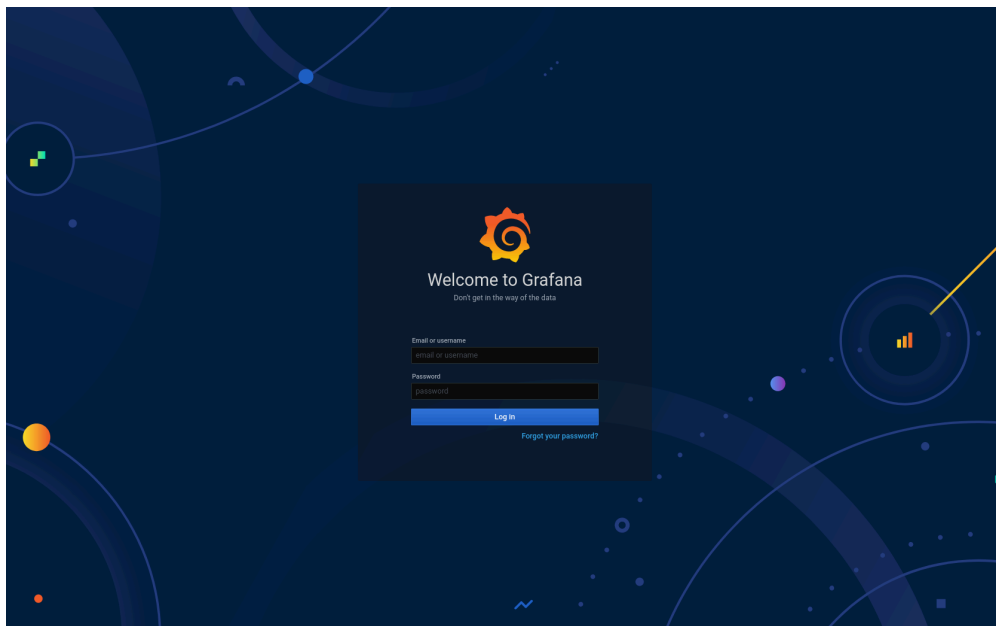 Welcome to Grafana
Don't get in the way of the data
Email or username
email or username
Password
password
Log in
Forgot your password?